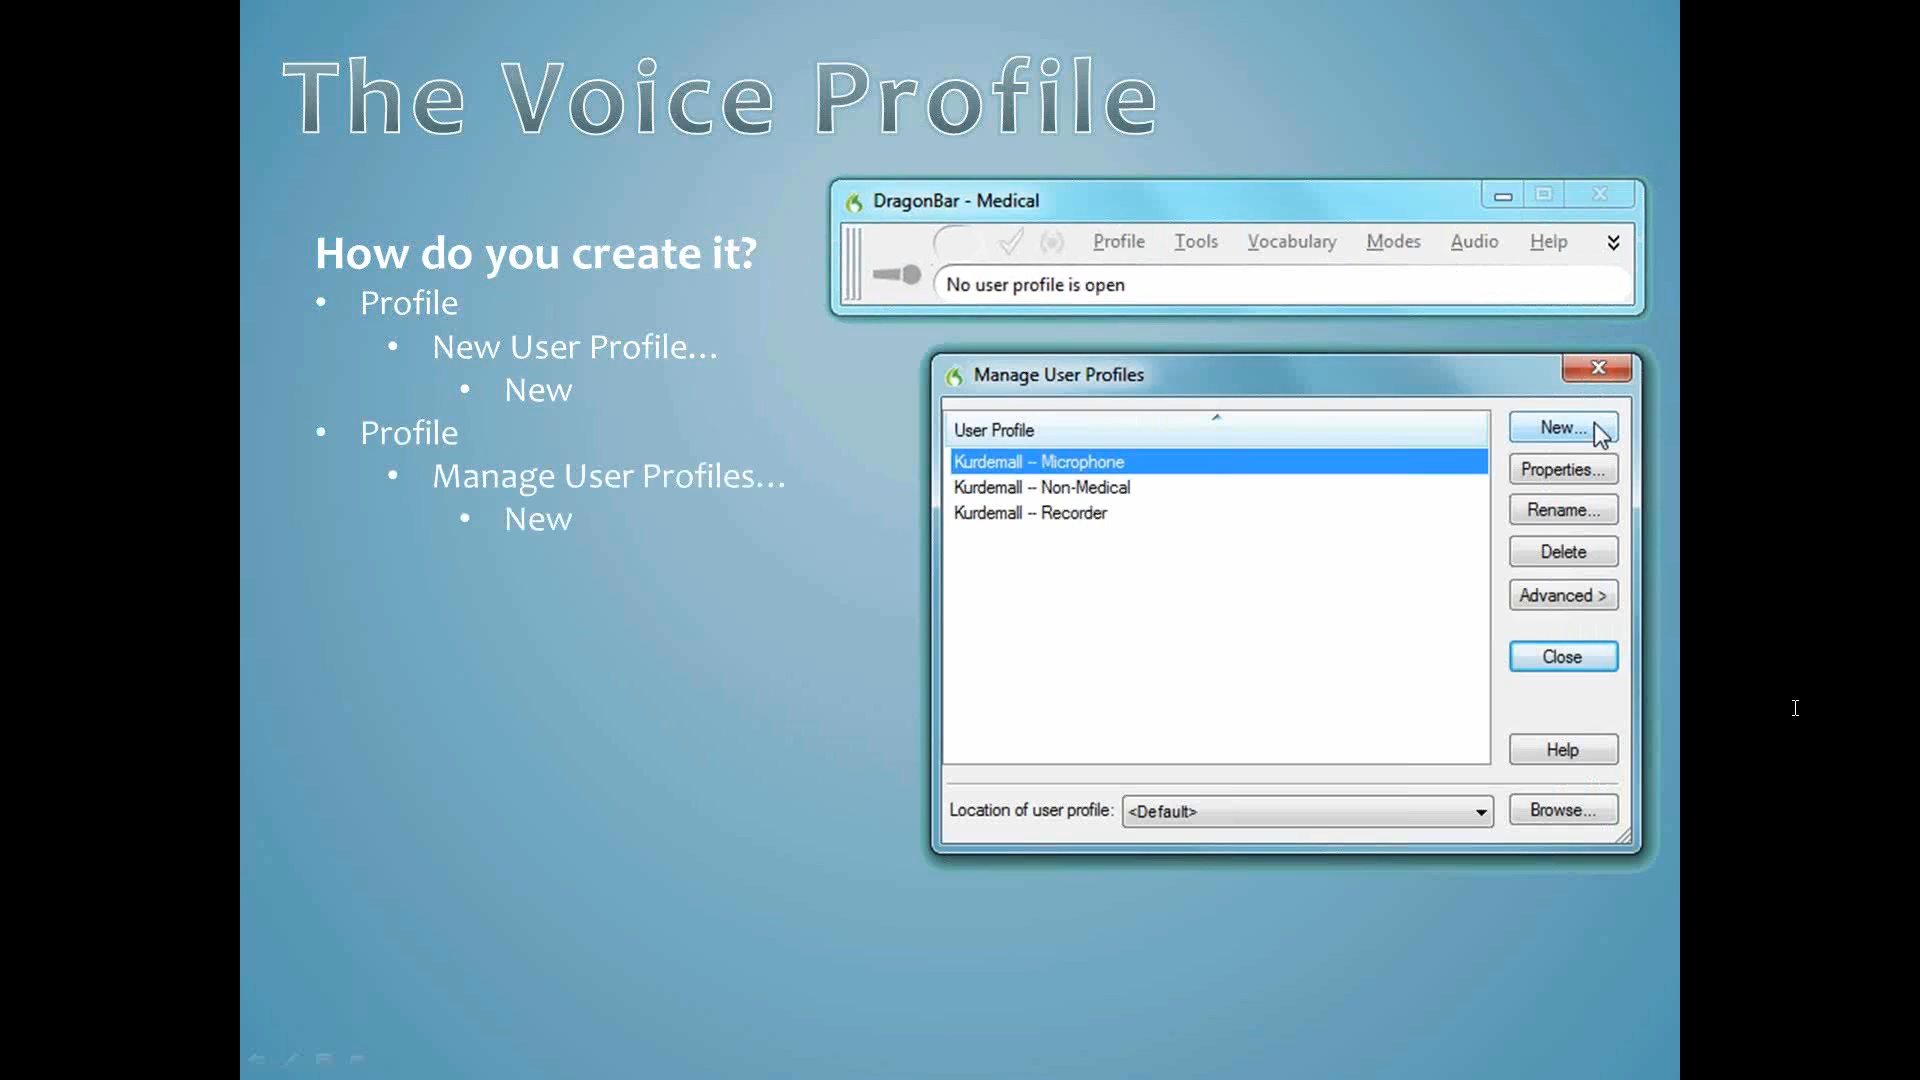 The Voice Profile
How do you create it?
• Profile
• New User Profile...
• New
• Profile
• Manage User Profiles...
• New
DragonBar - Medical
Profile Tools Vocabulary Modes Audio Help
No user profile is open
Manage User Profiles
User Profile
Kurdemall -- Microphone
Kurdemall -- Non-Medical
Kurdemall -- Recorder
New...
Properties...
Rename...
Delete
Advanced >
Close
Help
Location of user profile: <Default> Browse...